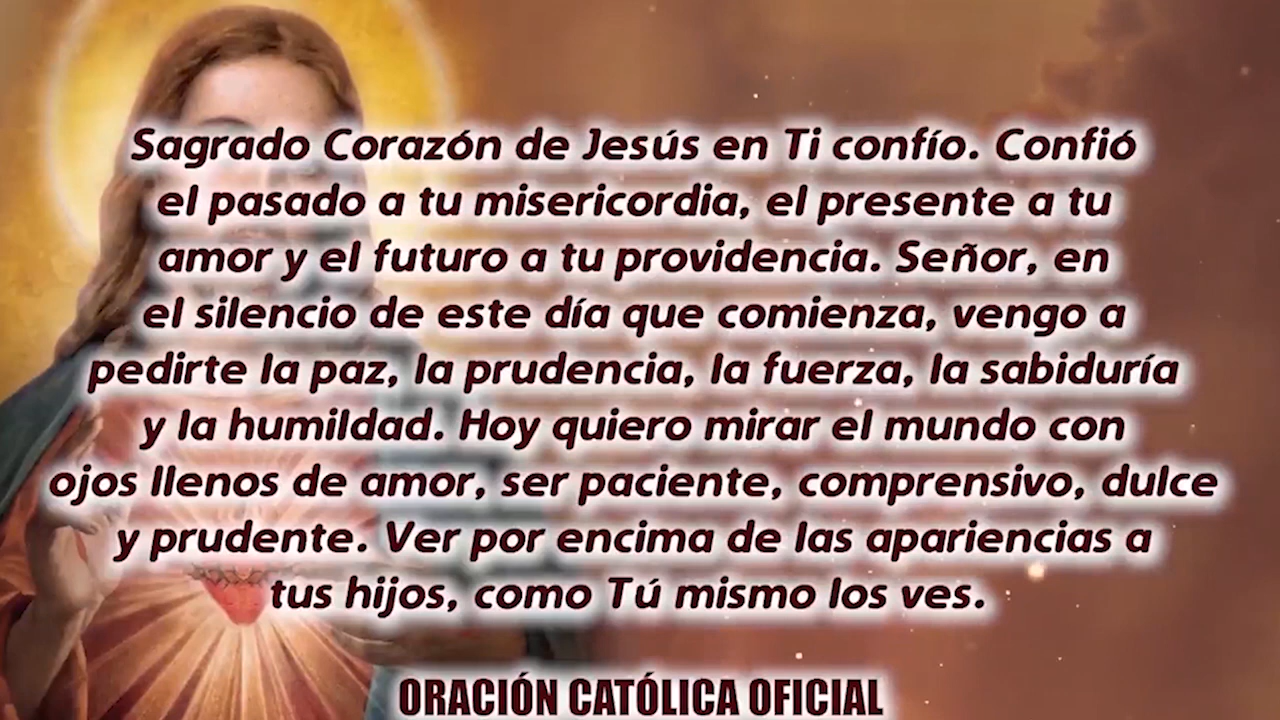 Sagrado Corazón de Jesús en Ti confío. Confió
el pasado a tu misericordia, el presente a tu
amor y el futuro a tu providencia. Señor, en
el silencio de este día que comienza, vengo a
pedirte la paz, la prudencia, la fuerza, la sabiduría
y la humildad. Hoy quiero mirar el mundo con
ojos llenos de amor, ser paciente, comprensivo, dulce
y prudente. Ver por encima de las apariencias a
tus hijos, como Tú mismo los ves.
ORACIÓN CATÓLICA OFICIAL